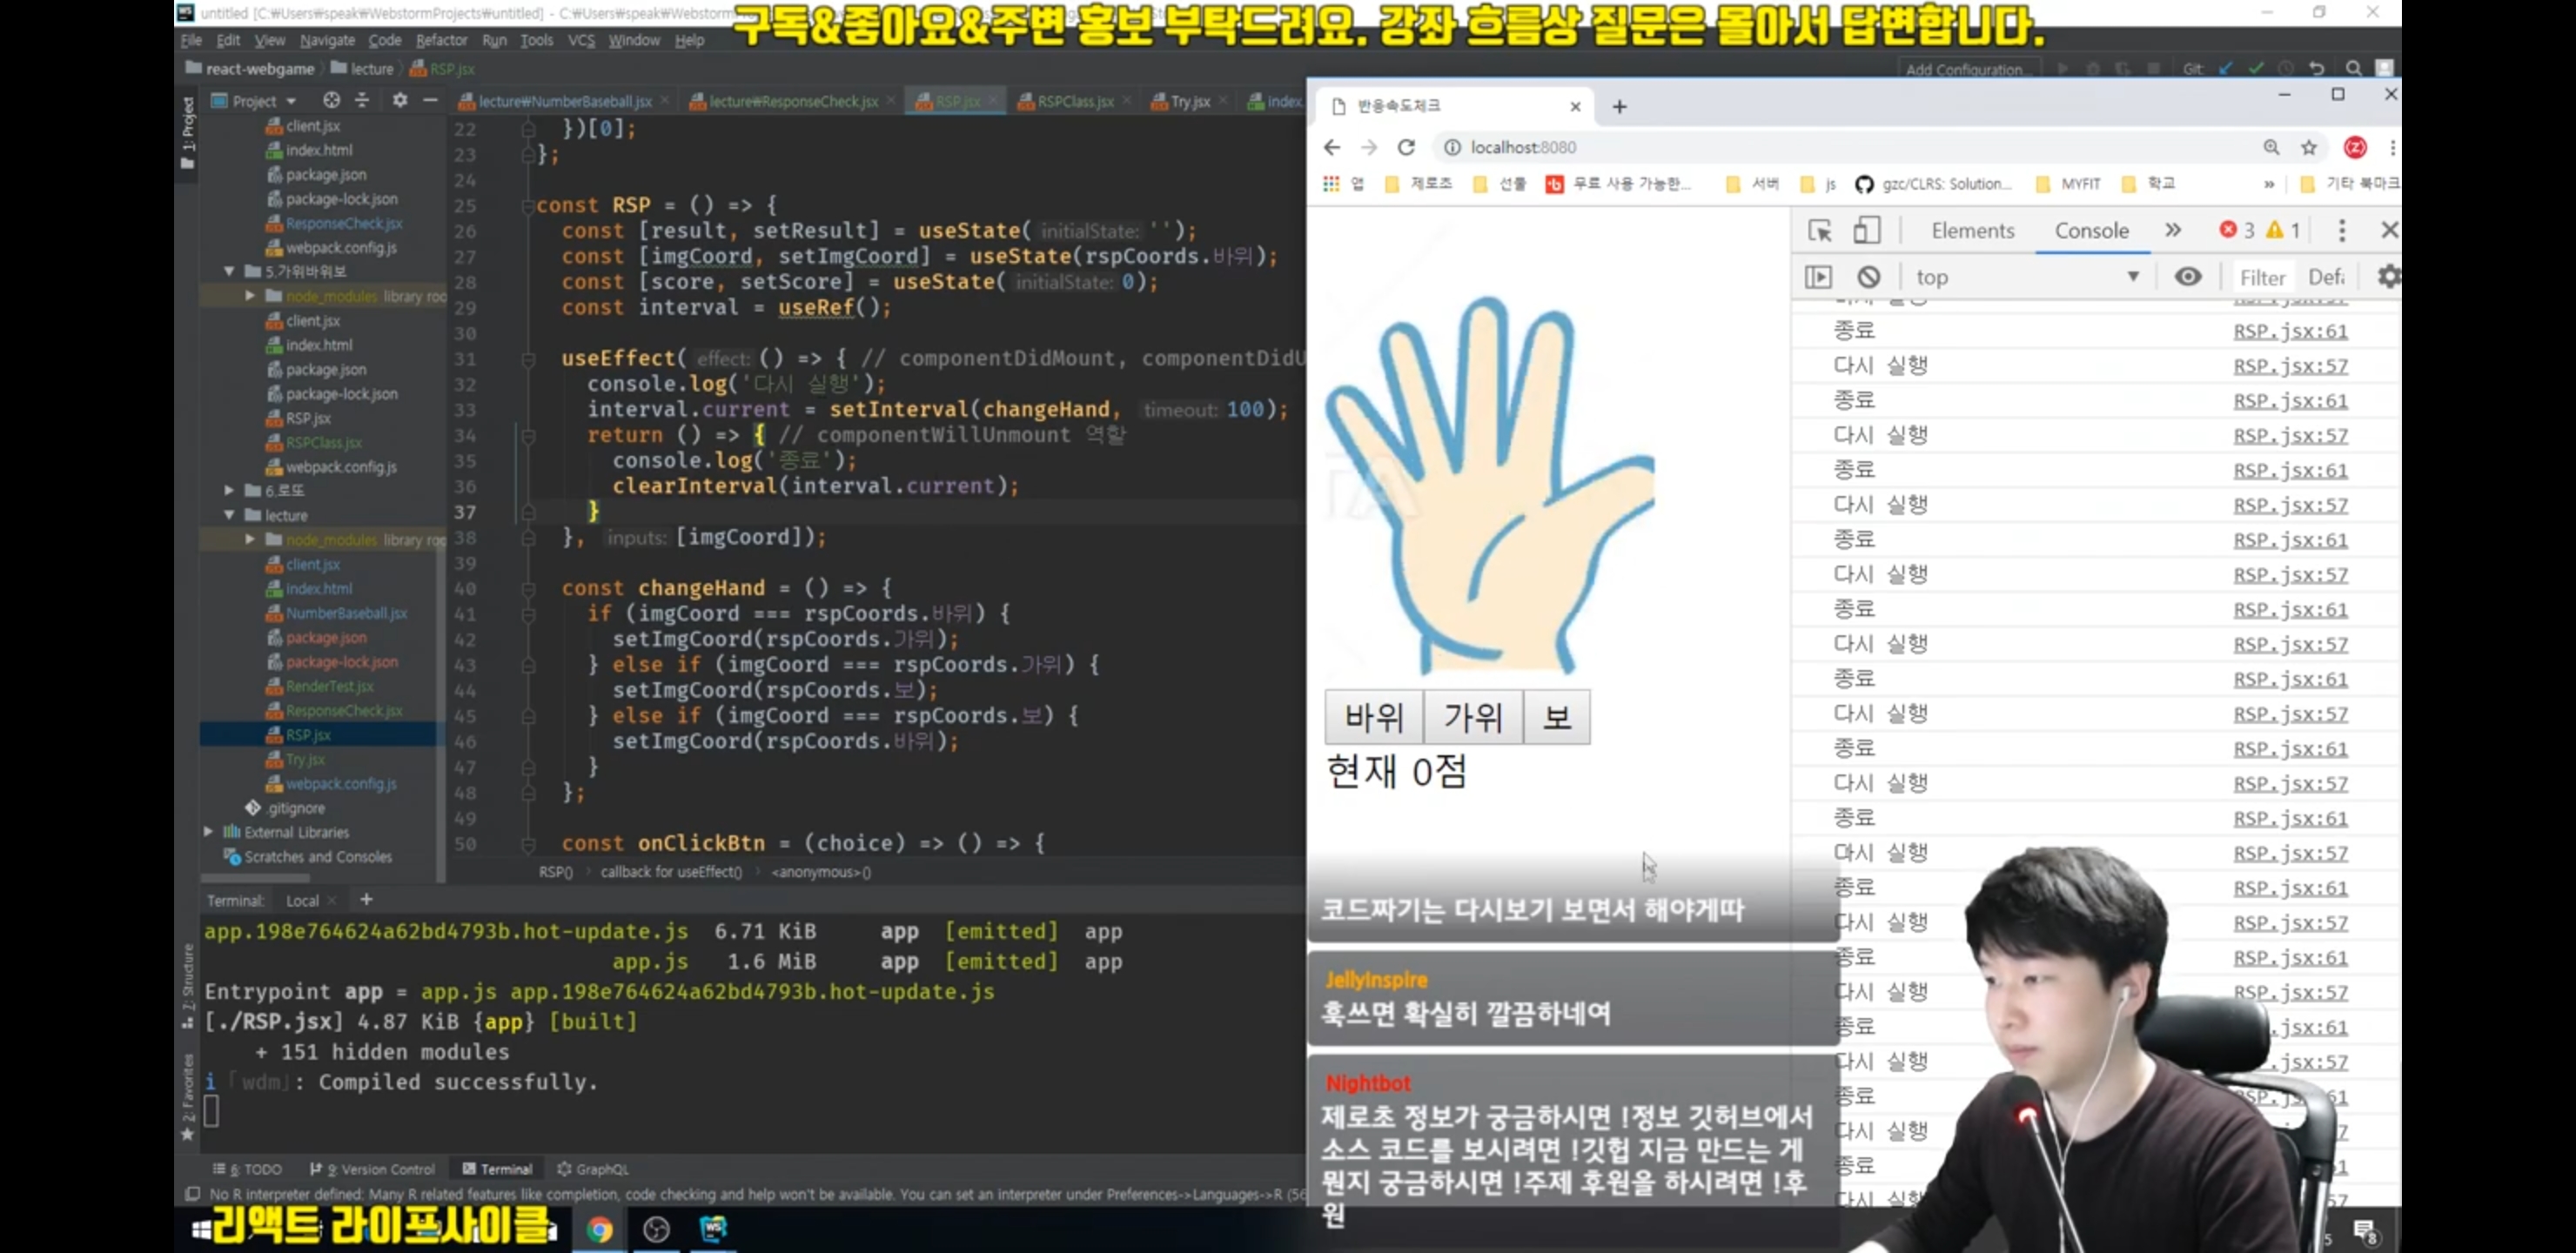 untitled [C:₩Users₩speak₩WebstormProjects₩untitled] - C:₩Users₩speak₩Webstorm
구독&좋아요&주변 홍보 부탁드려요. 강좌 흐름상 질문은 몰아서 답변합니다.
File Edit View Navigate Code Refactor Run Tools VCS Window Help
react-webgame lecture RSP.jsx
Add Configuration... Git:
1: Project
Project
lecture₩NumberBaseball.jsx lecture₩ResponseCheck.jsx RSP.jsx RSPClass.jsx Try.jsx index.
client.jsx
index.html
package.json
package-lock.json
ResponseCheck.jsx
webpack.config.js
5.가위바위보
node_modules library roo
client.jsx
index.html
package.json
package-lock.json
RSP.jsx
RSPClass.jsx
webpack.config.js
6.로또
lecture
node_modules library roo
client.jsx
index.html
NumberBaseball.jsx
package.json
package-lock.json
RenderTest.jsx
ResponseCheck.jsx
RSP.jsx
Try.jsx
webpack.config.js
.gitignore
External Libraries
Scratches and Consoles
22 })[0];
23 };
24
25 const RSP = () => {
26 const [result, setResult] = useState( initialState: '');
27 const [imgCoord, setImgCoord] = useState(rspCoords.바위);
28 const [score, setScore] = useState( initialState: 0);
29 const interval = useRef();
30
31 useEffect( effect: () => { // componentDidMount, componentDidU
32 console.log('다시 실행');
33 interval.current = setInterval(changeHand, timeout: 100);
34 return () => { // componentWillUnmount 역할
35 console.log('종료');
36 clearInterval(interval.current);
37 }
38 }, inputs: [imgCoord]);
39
40 const changeHand = () => {
41 if (imgCoord === rspCoords.바위) {
42 setImgCoord(rspCoords.가위);
43 } else if (imgCoord === rspCoords.가위) {
44 setImgCoord(rspCoords.보);
45 } else if (imgCoord === rspCoords.보) {
46 setImgCoord(rspCoords.바위);
47 }
48 };
49
50 const onClickBtn = (choice) => () => {
RSP() callback for useEffect() <anonymous>()
Terminal: Local +
app.198e764624a62bd4793b.hot-update.js 6.71 KiB app [emitted] app
app.js 1.6 MiB app [emitted] app
Entrypoint app = app.js app.198e764624a62bd4793b.hot-update.js
[./RSP.jsx] 4.87 KiB {app} [built]
+ 151 hidden modules
i ｢wdm｣: Compiled successfully.
7: Structure
2: Favorites
6: TODO 9: Version Control Terminal GraphQL
No R interpreter defined: Many R related features like completion, code checking and help won't be available. You can set an interpreter under Preferences->Languages->R (56
리액트 라이프사이클
반응속도체크
localhost:8080
앱 제로초 선물 무료 사용 가능한... 서버 js gzc/CLRS: Solution... MYFIT 학교 » 기타 북마크
바위 가위 보
현재 0점
Elements Console » 3 1
top Filter Defa
종료 RSP.jsx:61
다시 실행 RSP.jsx:57
종료 RSP.jsx:61
다시 실행 RSP.jsx:57
종료 RSP.jsx:61
다시 실행 RSP.jsx:57
종료 RSP.jsx:61
다시 실행 RSP.jsx:57
종료 RSP.jsx:61
다시 실행 RSP.jsx:57
종료 RSP.jsx:61
다시 실행 RSP.jsx:57
종료 RSP.jsx:61
다시 실행 RSP.jsx:57
종료 RSP.jsx:61
다시 실행 RSP.jsx:57
종료 RSP.jsx:61
다시 실행 RSP.jsx:57
종료 RSP.jsx:61
다시 실행 RSP.jsx:57
종료 .jsx:61
다시 실행 .jsx:57
종료 61
다시 실행 7
종료 1
다시 실행 57
코드짜기는 다시보기 보면서 해야게따
JellyInspire
훅쓰면 확실히 깔끔하네여
Nightbot
제로초 정보가 궁금하시면 !정보 깃허브에서
소스 코드를 보시려면 !깃헙 지금 만드는 게
뭔지 궁금하시면 !주제 후원을 하시려면 !후
원